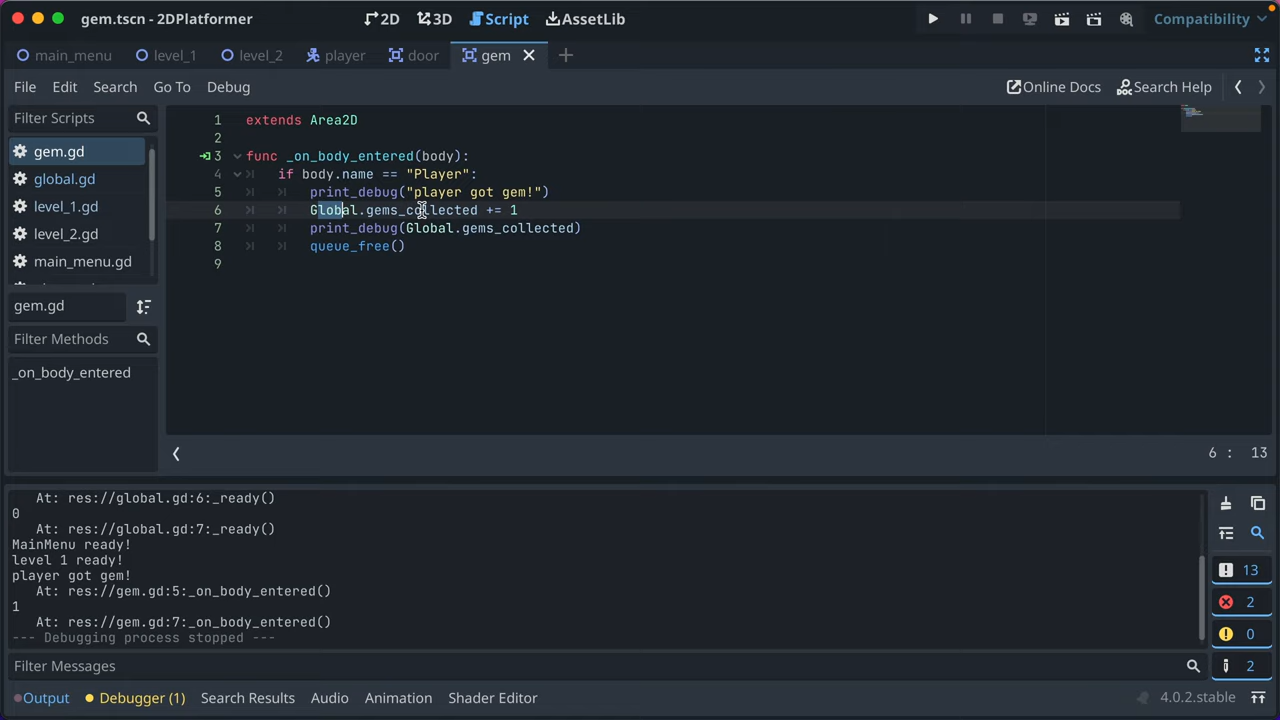 gem.tscn - 2DPlatformer
2D 3D Script AssetLib
Compatibility
main_menu level_1 level_2 player door gem
File Edit Search Go To Debug
Online Docs Search Help
Filter Scripts
gem.gd
global.gd
level_1.gd
level_2.gd
main_menu.gd
gem.gd
Filter Methods
_on_body_entered
1 extends Area2D
2
3 func _on_body_entered(body):
4 if body.name == "Player":
5 print_debug("player got gem!")
6 Global.gems_collected += 1
7 print_debug(Global.gems_collected)
8 queue_free()
9
6 : 13
At: res://global.gd:6:_ready()
0
At: res://global.gd:7:_ready()
MainMenu ready!
level 1 ready!
player got gem!
At: res://gem.gd:5:_on_body_entered()
1
At: res://gem.gd:7:_on_body_entered()
--- Debugging process stopped ---
13
2
0
2
Filter Messages
Output Debugger (1) Search Results Audio Animation Shader Editor
4.0.2.stable